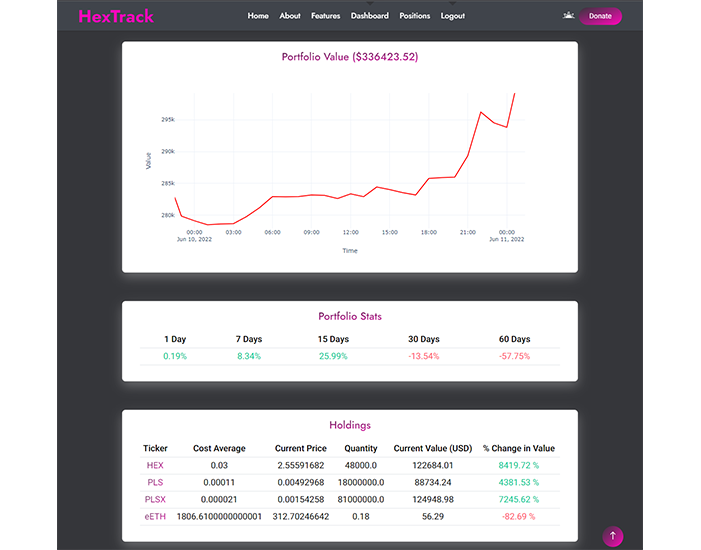 HexTrack
Home About Features Dashboard Positions Logout
Donate
Portfolio Value ($336423.52)
295k
290k
285k
280k
Value
00:00 03:00 06:00 09:00 12:00 15:00 18:00 21:00 00:00
Jun 10, 2022 Jun 11, 2022
Time
Portfolio Stats
1 Day 7 Days 15 Days 30 Days 60 Days
0.19% 8.34% 25.99% -13.54% -57.75%
Holdings
Ticker Cost Average Current Price Quantity Current Value (USD) % Change in Value
HEX 0.03 2.55591682 48000.0 122684.01 8419.72 %
PLS 0.00011 0.00492968 18000000.0 88734.24 4381.53 %
PLSX 0.000021 0.00154258 81000000.0 124948.98 7245.62 %
eETH 1806.6100000000001 312.70246642 0.18 56.29 -82.69 %